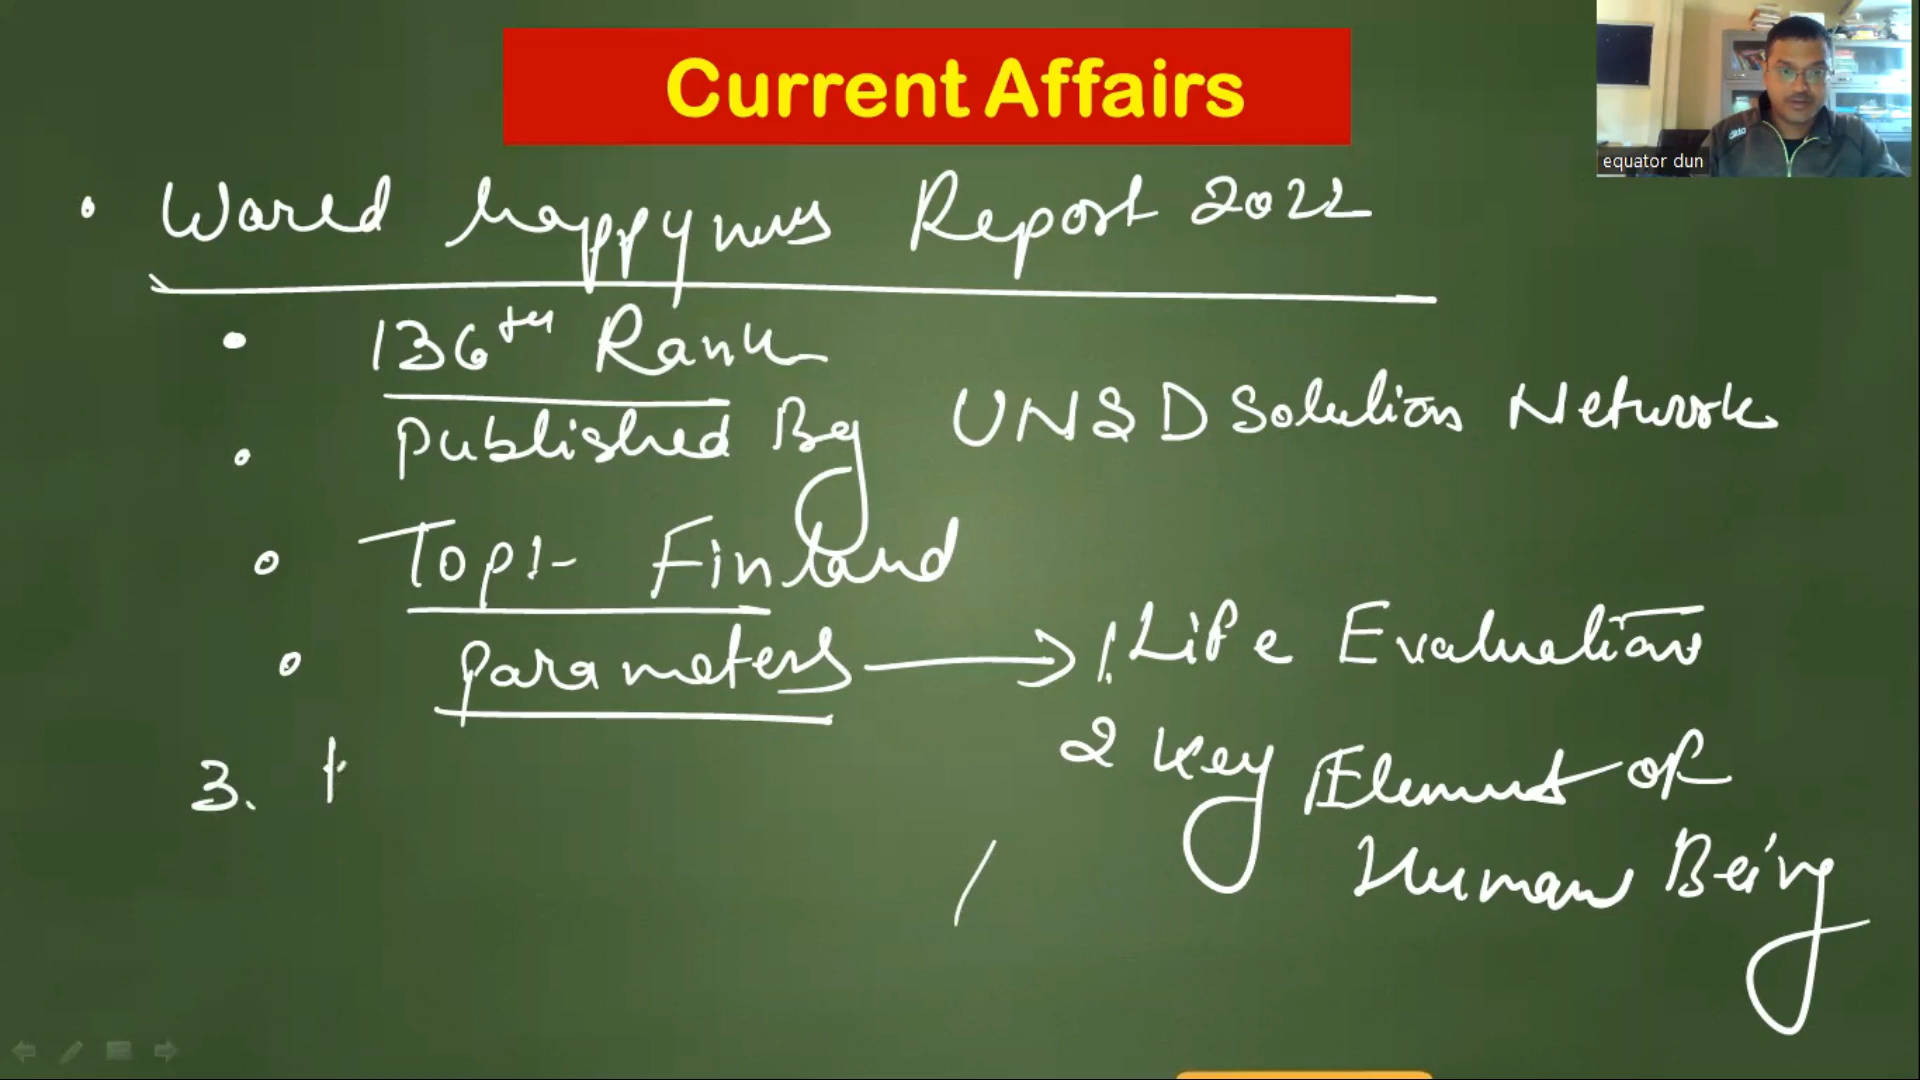 Current Affairs
equator dun
• World happyness Report 2022
• 136th Rank
• Published By UNSD Solution Network
• Top:- Finland
• Parameters → 1. Life Evaluation
2 Key Element of
Human Being
3.